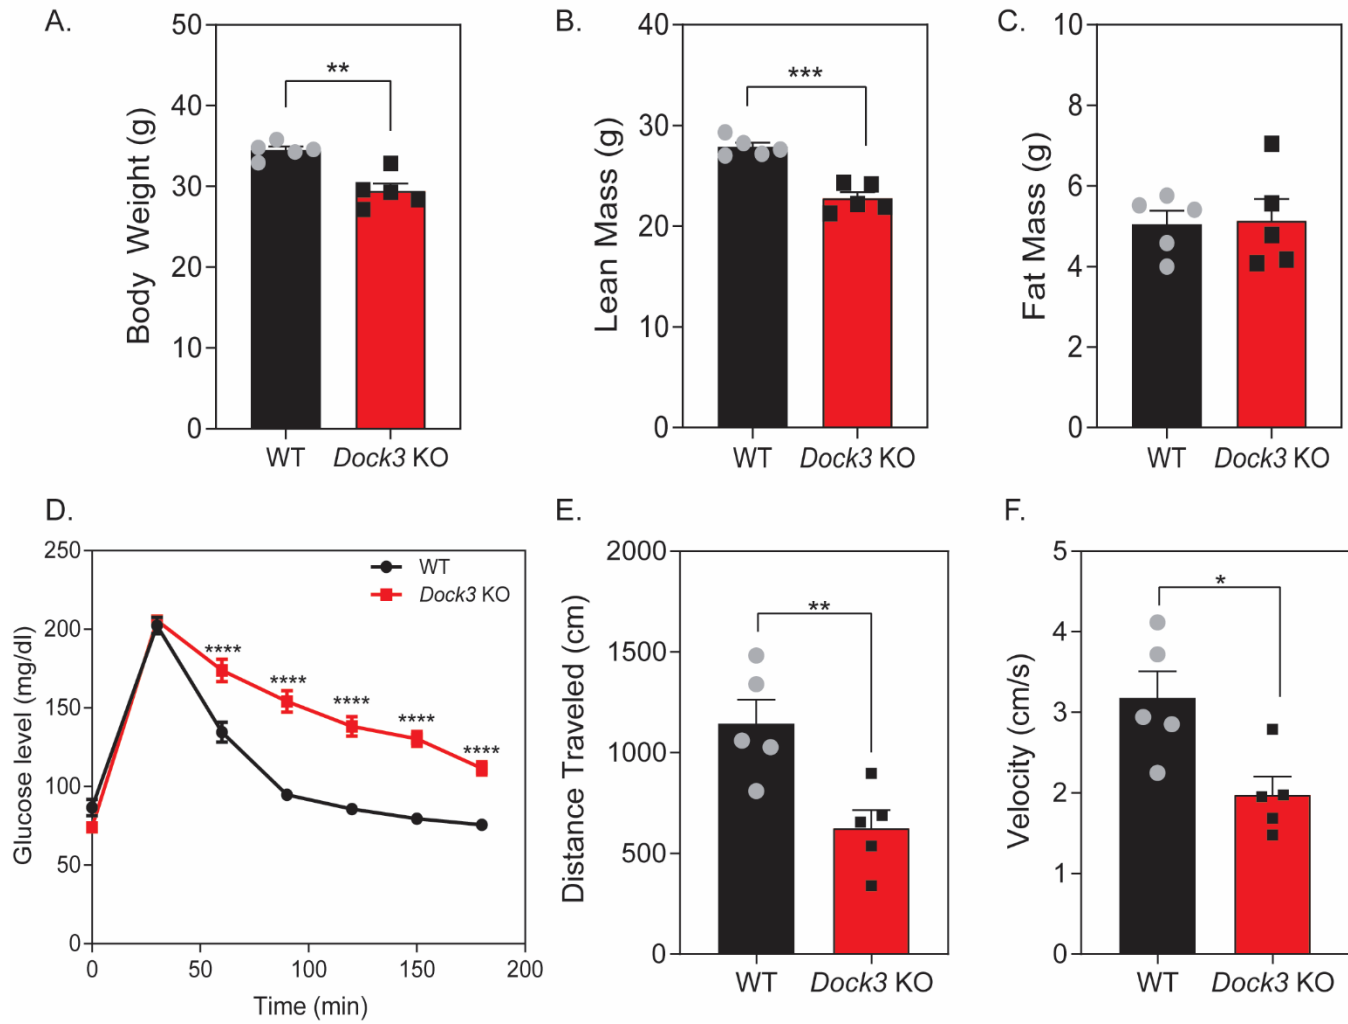 A.
Body Weight (g)
50
40
30
20
10
0
**
WT
Dock3 KO
B.
Lean Mass (g)
40
30
20
10
0
***
WT
Dock3 KO
C.
Fat Mass (g)
10
8
6
4
2
0
WT
Dock3 KO
D.
Glucose level (mg/dl)
250
200
150
100
50
0
WT
Dock3 KO
****
****
****
****
****
0
50
100
150
200
Time (min)
E.
Distance Traveled (cm)
2000
1500
1000
500
0
**
WT
Dock3 KO
F.
Velocity (cm/s)
5
4
3
2
1
0
*
WT
Dock3 KO